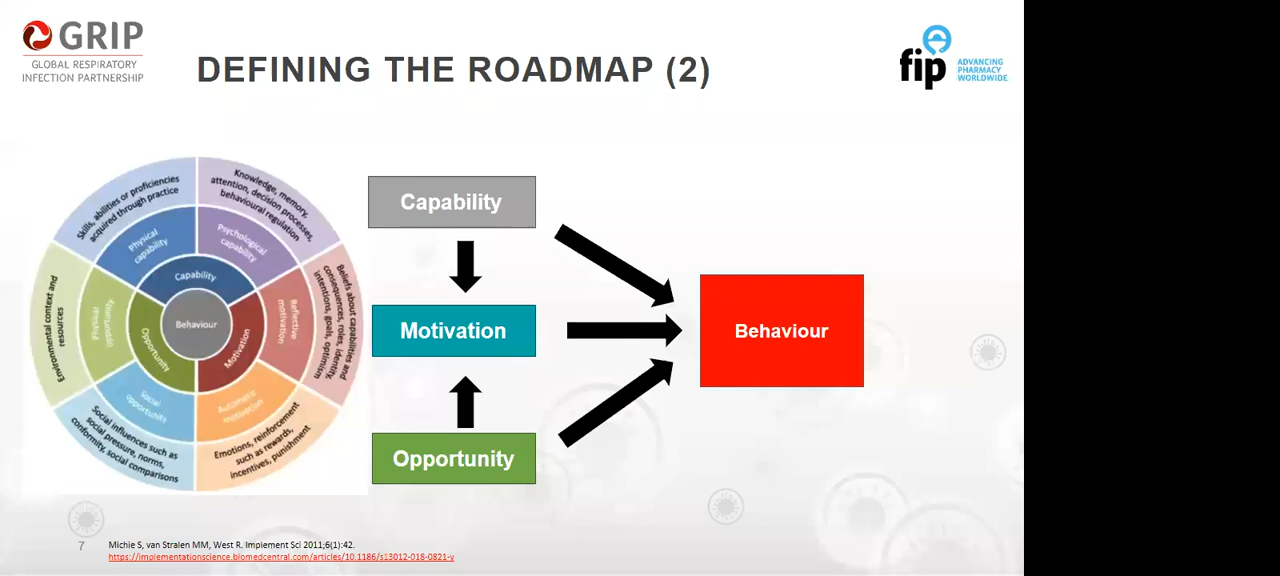 GRIP
GLOBAL RESPIRATORY
INFECTION PARTNERSHIP
DEFINING THE ROADMAP (2)
fip
ADVANCING
PHARMACY
WORLDWIDE
Skills, abilities or proficiencies
acquired through practice
Knowledge, memory,
attention, decision processes,
behavioural regulation
Physical
capability
Psychological
capability
Capability
Environmental context and
resources
Physical
opportunity
Opportunity
Behaviour
Motivation
Reflective
motivation
Beliefs about capabilities and
consequences, roles, identity,
intentions, goals, optimism
Social
opportunity
Automatic
motivation
Social influences such as
social pressure, norms,
conformity, social comparisons
Emotions, reinforcement
such as rewards,
incentives, punishment
Capability
Motivation
Behaviour
Opportunity
7
Michie S, van Stralen MM, West R. Implement Sci 2011;6(1):42.
https://implementationscience.biomedcentral.com/articles/10.1186/s13012-018-0821-y